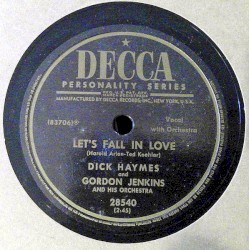 DECCA
PERSONALITY SERIES
MANUFACTURED BY DECCA RECORDS, INC., NEW YORK, U.S.A.
(83706)
Vocal
with Orchestra
LET'S FALL IN LOVE
(Harold Arlen-Ted Koehler)
DICK HAYMES
and
GORDON JENKINS
AND HIS ORCHESTRA
28540
(2:45)